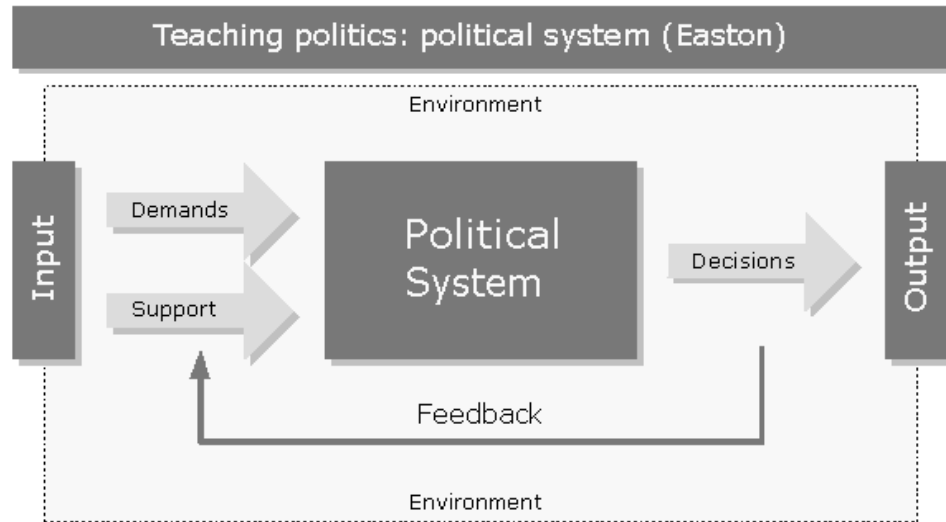 Teaching politics: political system (Easton)
Environment
Input
Demands
Support
Political
System
Decisions
Output
Feedback
Environment